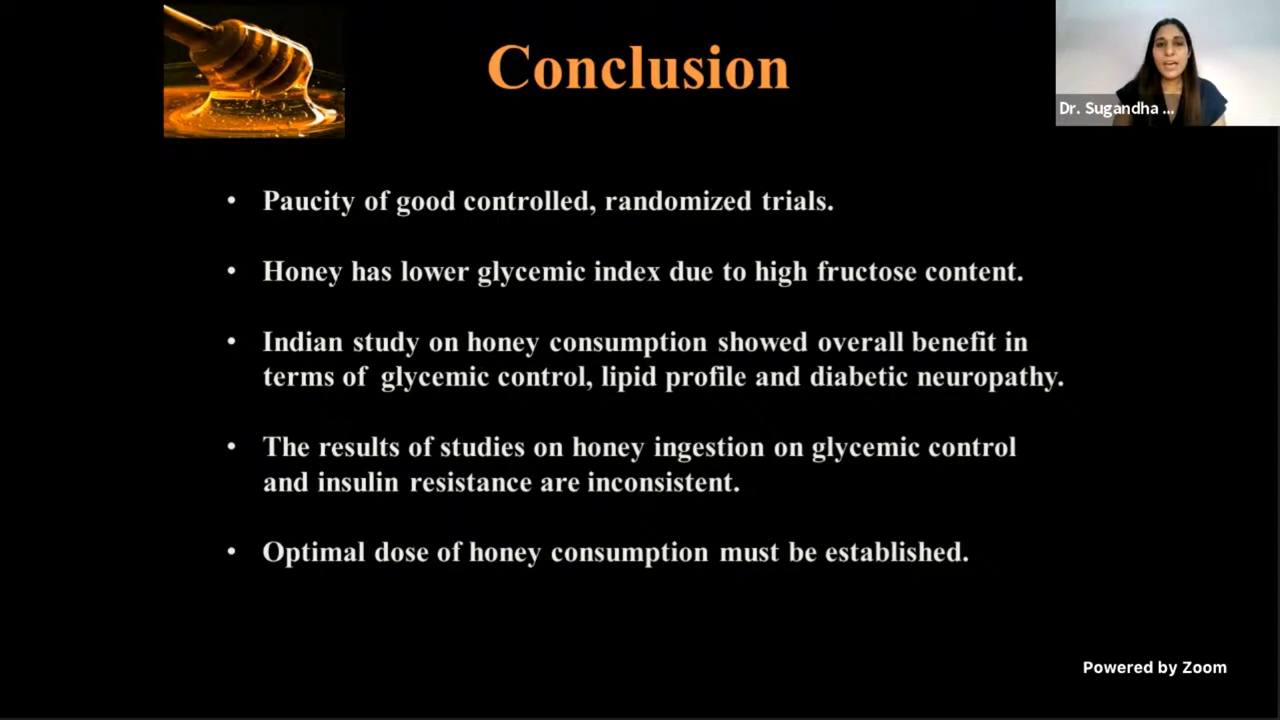 Conclusion
Dr. Sugandha ...
• Paucity of good controlled, randomized trials.
• Honey has lower glycemic index due to high fructose content.
• Indian study on honey consumption showed overall benefit in
terms of glycemic control, lipid profile and diabetic neuropathy.
• The results of studies on honey ingestion on glycemic control
and insulin resistance are inconsistent.
• Optimal dose of honey consumption must be established.
Powered by Zoom